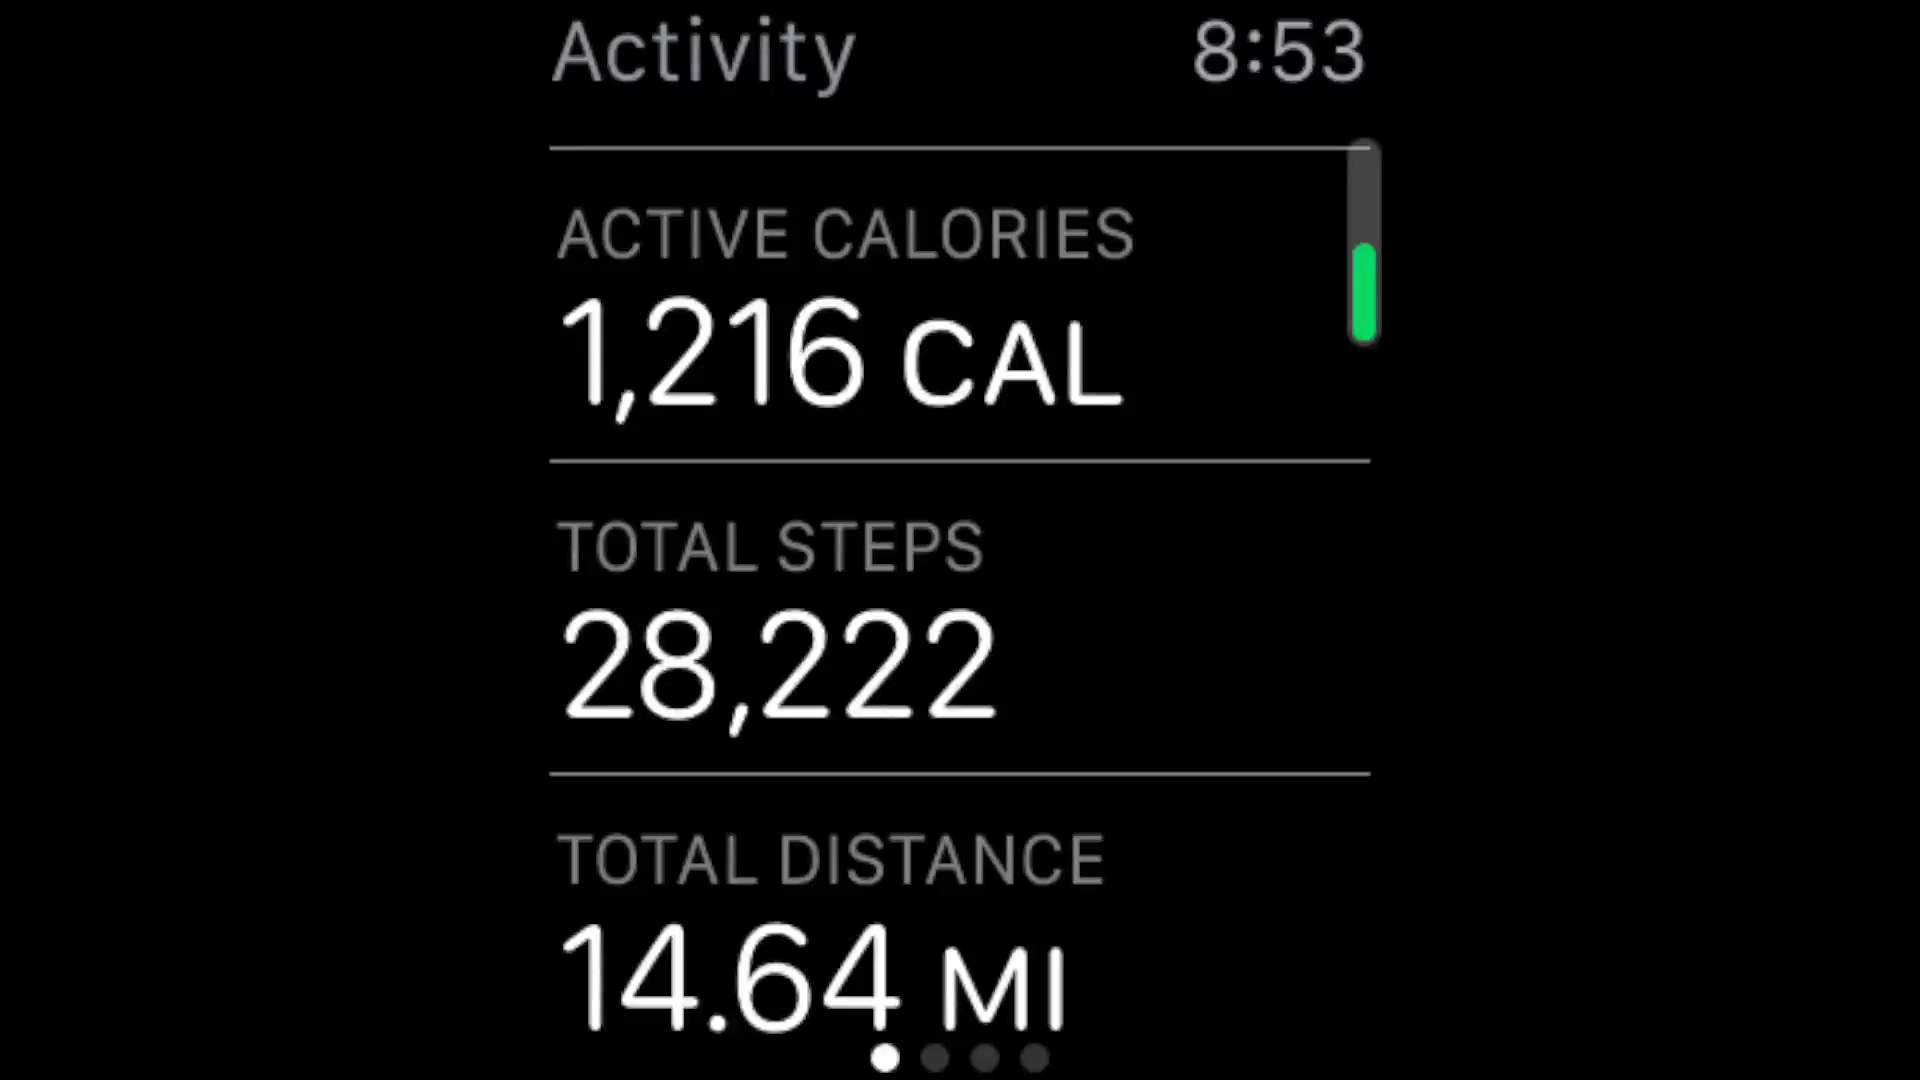 Activity 8:53
ACTIVE CALORIES
1,216 CAL
TOTAL STEPS
28,222
TOTAL DISTANCE
14.64 MI